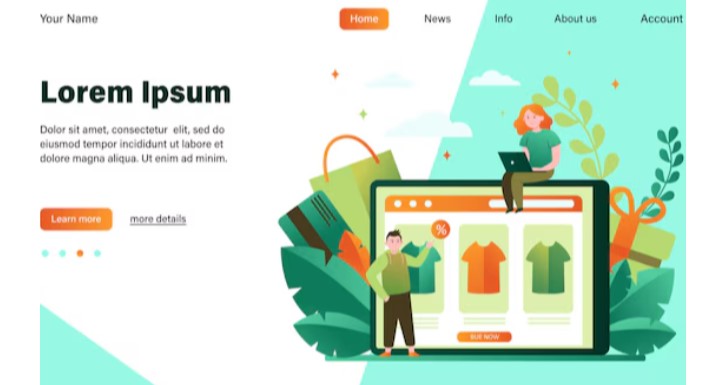 Your Name
Home
News
Info
About us
Account
Lorem Ipsum
Dolor sit amet, consectetur elit, sed do
eiusmod tempor incididunt ut labore et
dolore magna aliqua. Ut enim ad minim.
Learn more
more details
%
BUY NOW